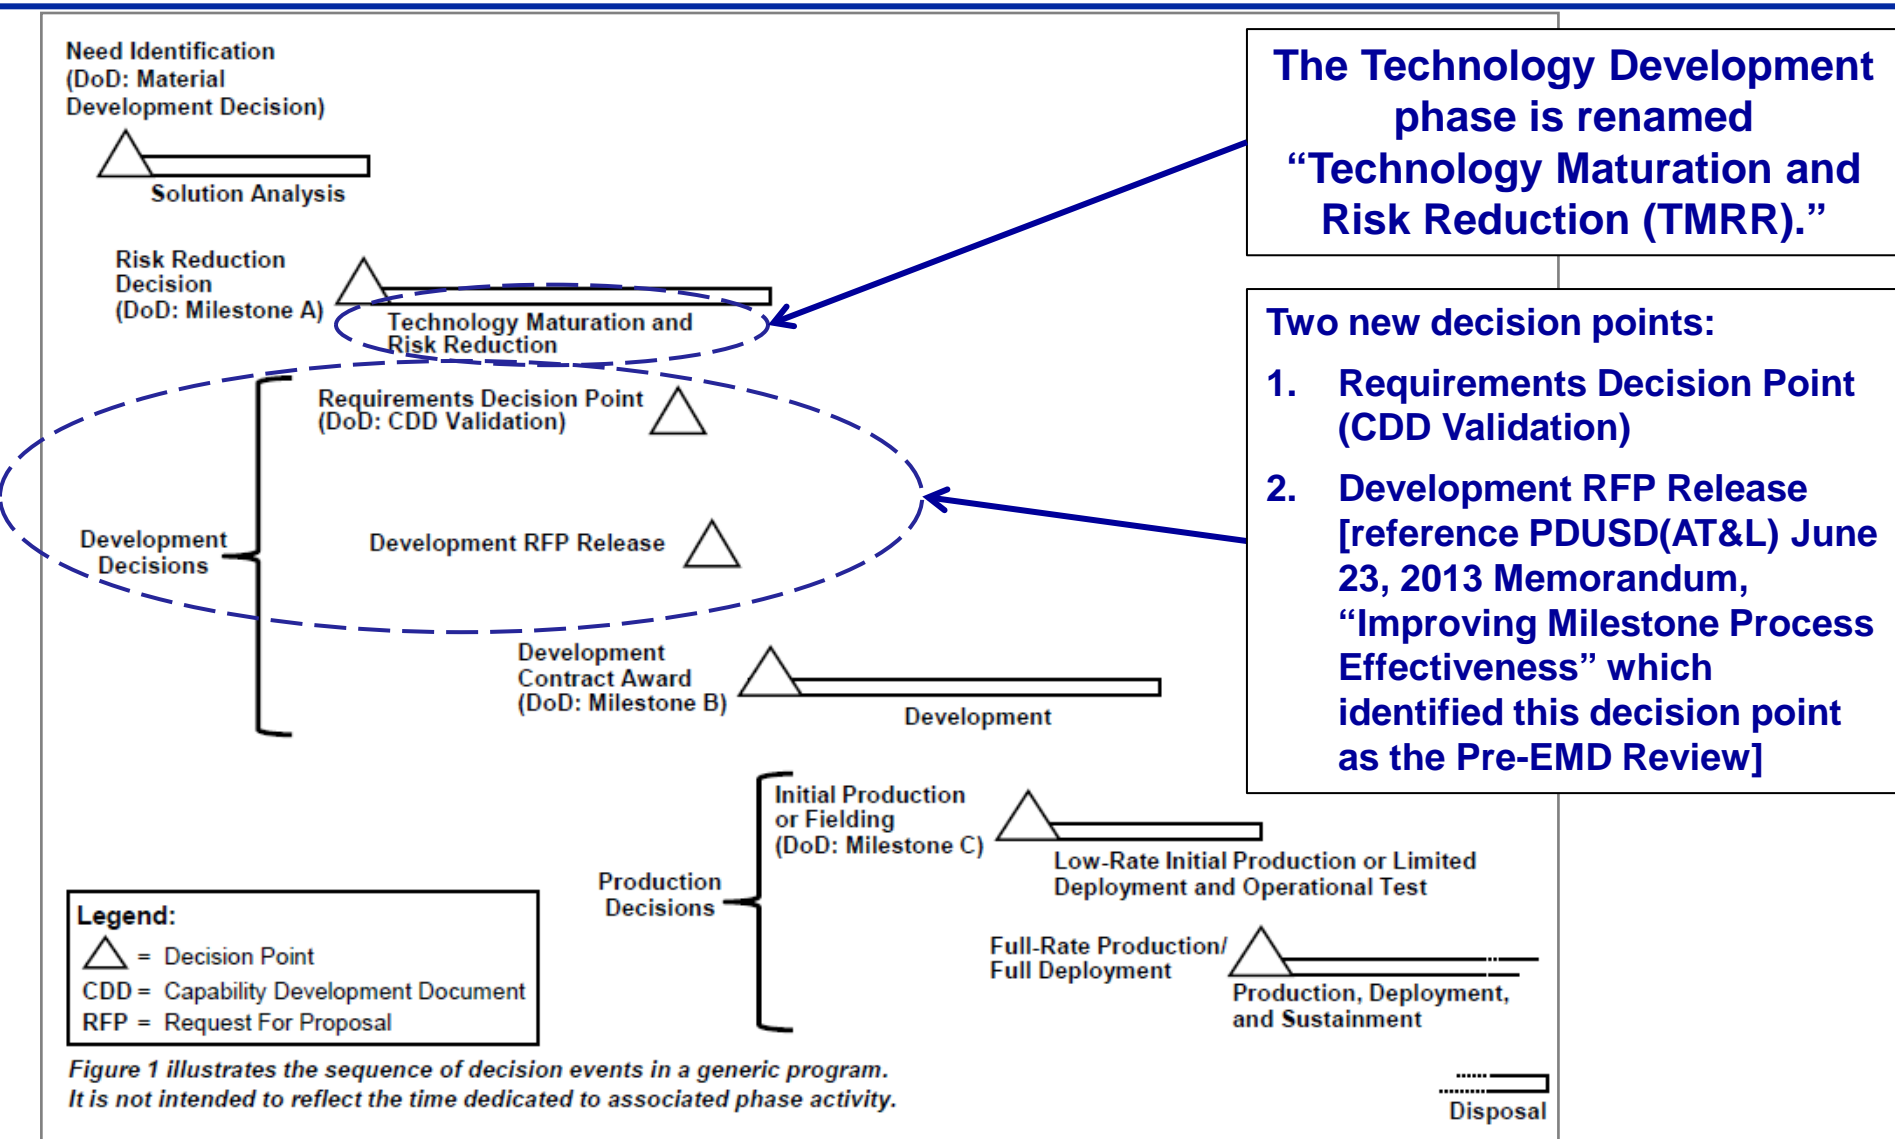 Need Identification
(DoD: Material
Development Decision)
Solution Analysis
Risk Reduction
Decision
(DoD: Milestone A)
Technology Maturation and
Risk Reduction
Requirements Decision Point
(DoD: CDD Validation)
Development
Decisions
Development RFP Release
Development
Contract Award
(DoD: Milestone B)
Development
Initial Production
or Fielding
(DoD: Milestone C)
Low-Rate Initial Production or Limited
Deployment and Operational Test
Production
Decisions
Full-Rate Production/
Full Deployment
Production, Deployment,
and Sustainment
Disposal
Legend:
= Decision Point
CDD = Capability Development Document
RFP = Request For Proposal
Figure 1 illustrates the sequence of decision events in a generic program.
It is not intended to reflect the time dedicated to associated phase activity.
The Technology Development
phase is renamed
“Technology Maturation and
Risk Reduction (TMRR).”
Two new decision points:
1. Requirements Decision Point
(CDD Validation)
2. Development RFP Release
[reference PDUSD(AT&L) June
23, 2013 Memorandum,
“Improving Milestone Process
Effectiveness” which
identified this decision point
as the Pre-EMD Review]